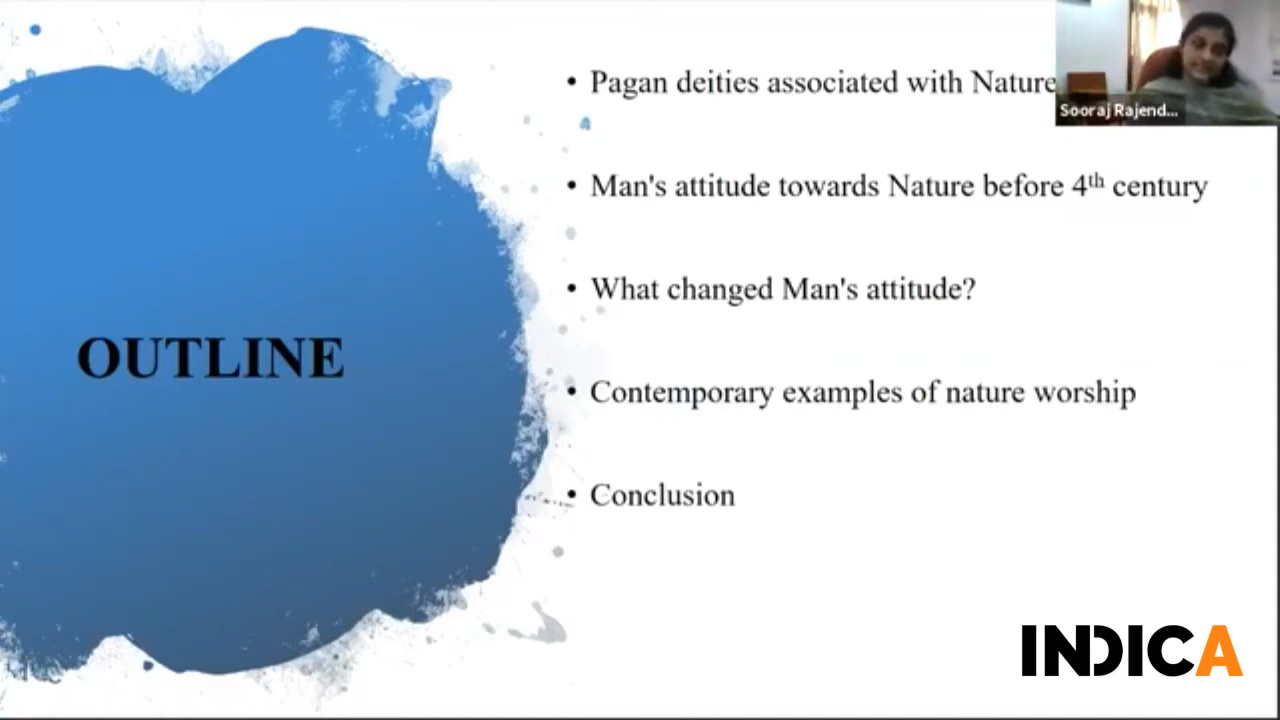 OUTLINE
• Pagan deities associated with Nature
• Man's attitude towards Nature before 4th century
• What changed Man's attitude?
• Contemporary examples of nature worship
• Conclusion
Sooraj Rajend...
INDICA